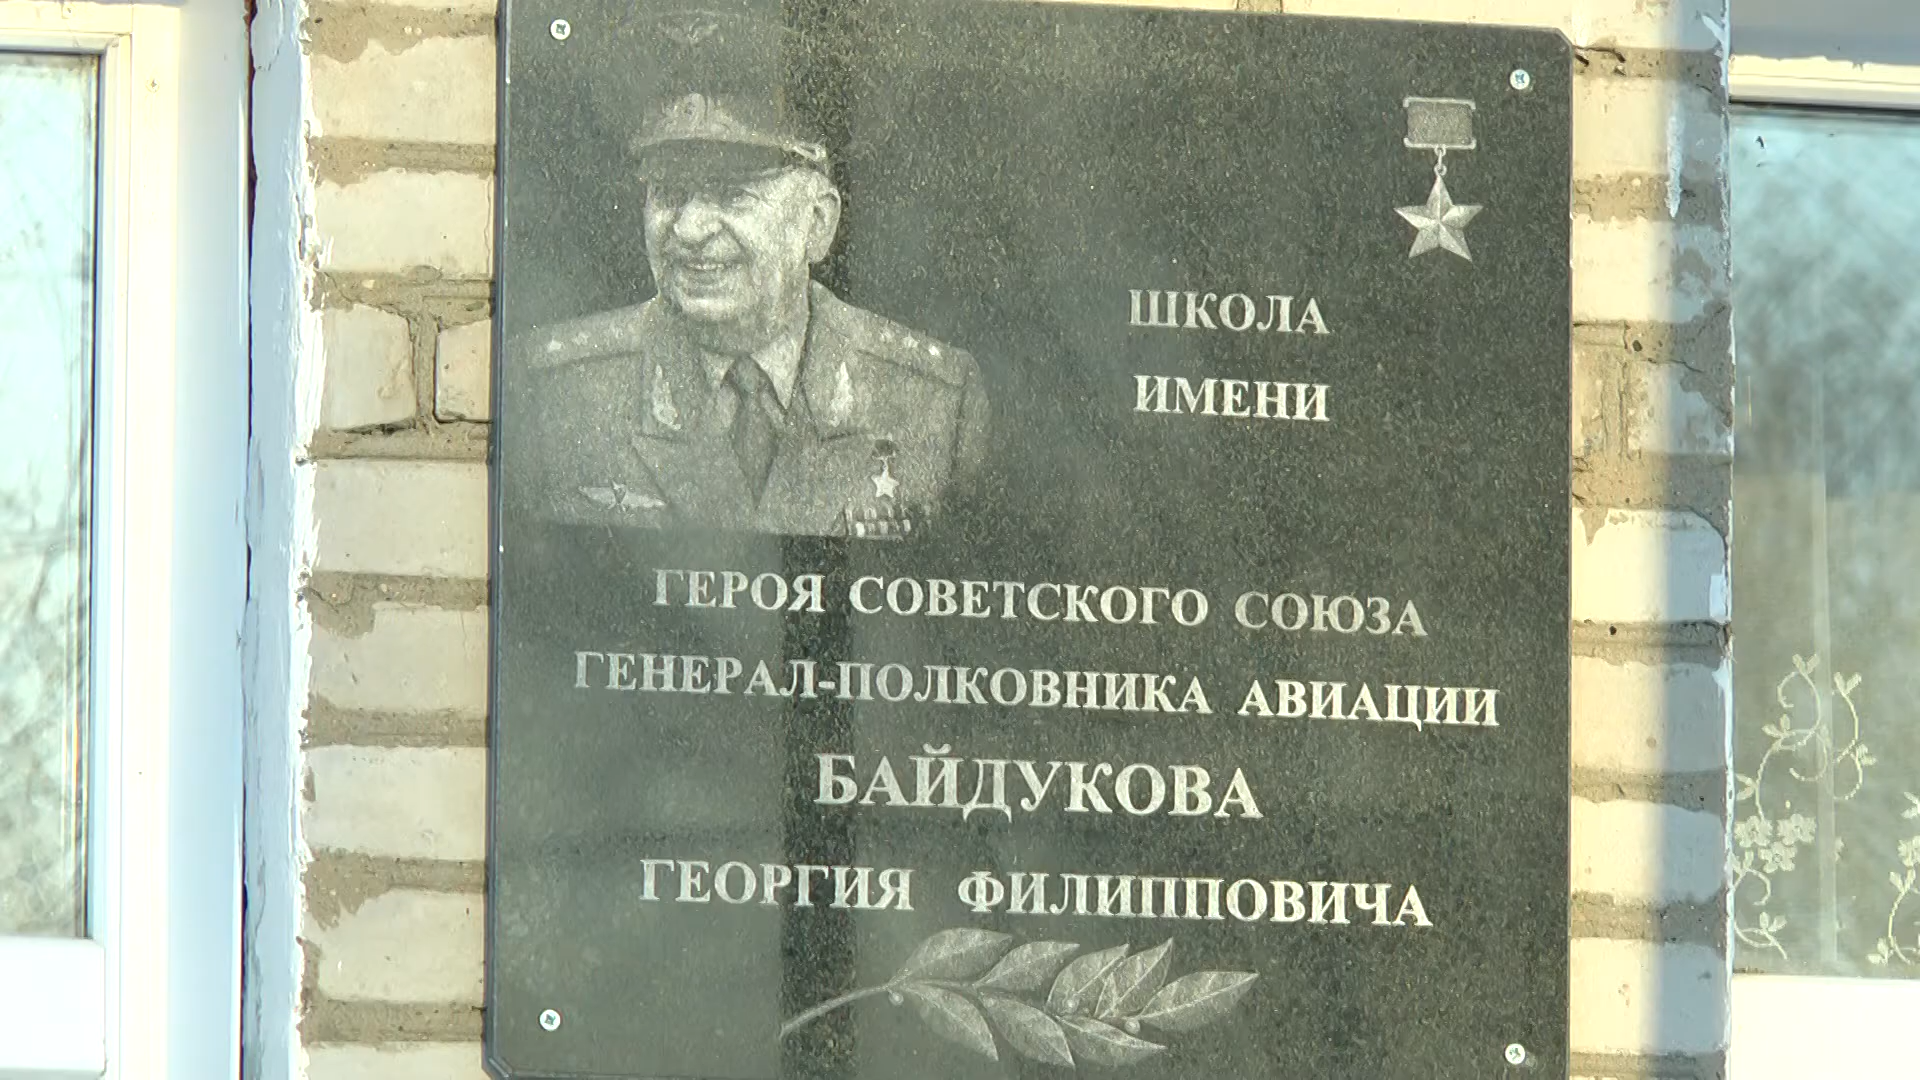 ШКОЛА
ИМЕНИ
ГЕРОЯ СОВЕТСКОГО СОЮЗА
ГЕНЕРАЛ-ПОЛКОВНИКА АВИАЦИИ
БАЙДУКОВА
ГЕОРГИЯ ФИЛИППОВИЧА